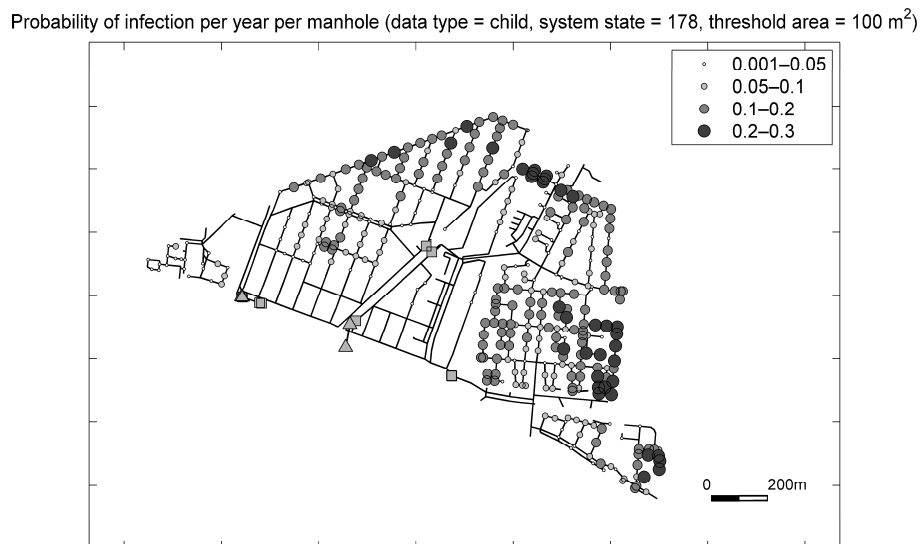 Probability of infection per year per manhole (data type = child, system state = 178, threshold area = 100 m²)
0.001–0.05
0.05–0.1
0.1–0.2
0.2–0.3
0 200m